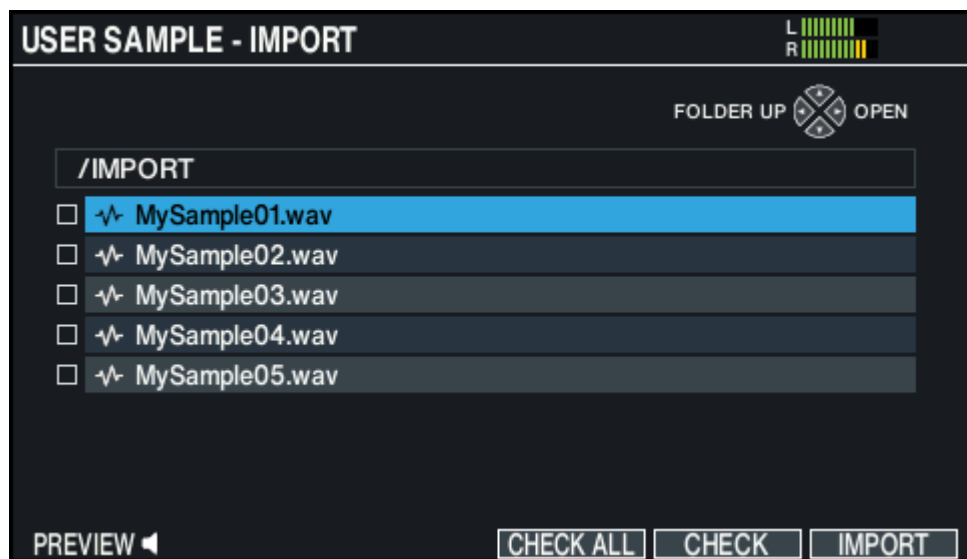 USER SAMPLE - IMPORT
L
R
FOLDER UP OPEN
/IMPORT
MySample01.wav
MySample02.wav
MySample03.wav
MySample04.wav
MySample05.wav
PREVIEW CHECK ALL CHECK IMPORT